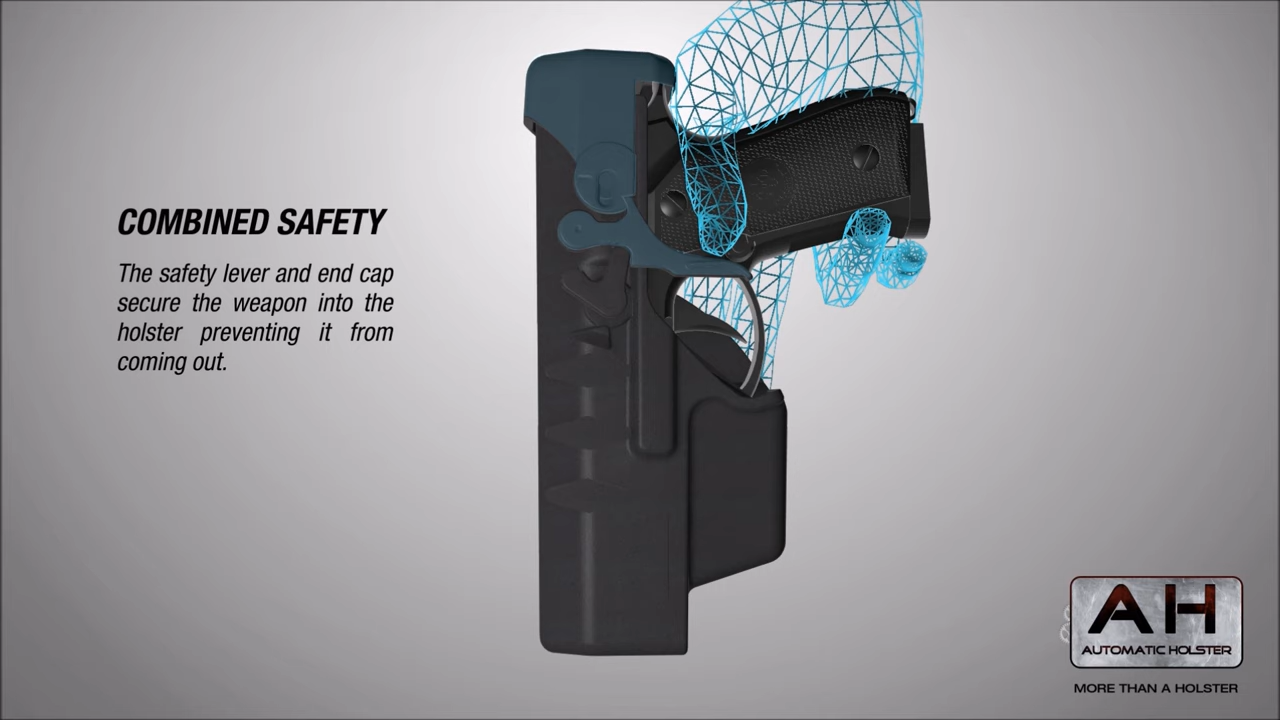 COMBINED SAFETY
The safety lever and end cap
secure the weapon into the
holster preventing it from
coming out.
AH
AUTOMATIC HOLSTER
MORE THAN A HOLSTER